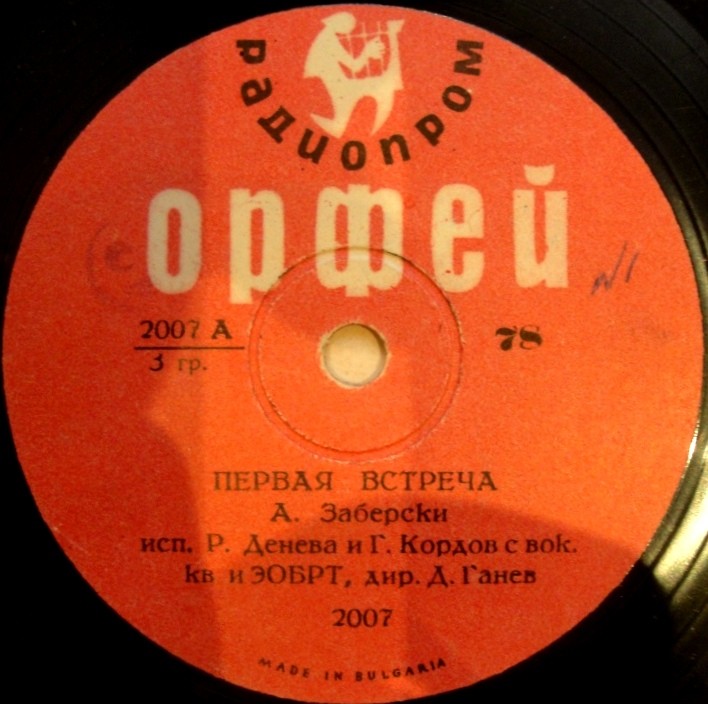 Радиопром
орфей
2007 А
3 гр.
78
№1
ПЕРВАЯ ВСТРЕЧА
А. Заберски
исп. Р. Денева и Г. Кордов с вок.
кв и ЭОБРТ, дир. Д. Ганев
2007
MADE IN BULGARIA